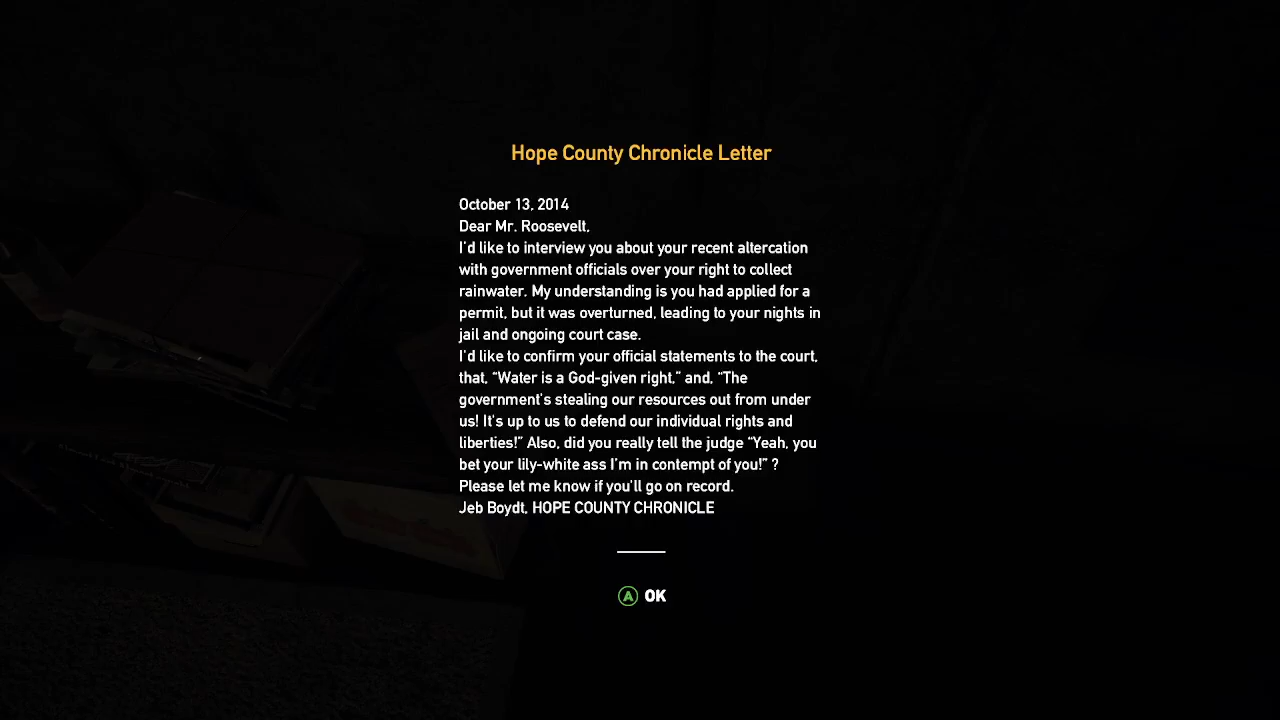 Hope County Chronicle Letter
October 13, 2014
Dear Mr. Roosevelt,
I'd like to interview you about your recent altercation
with government officials over your right to collect
rainwater. My understanding is you had applied for a
permit, but it was overturned, leading to your nights in
jail and ongoing court case.
I'd like to confirm your official statements to the court,
that, “Water is a God-given right,” and, “The
government's stealing our resources out from under
us! It's up to us to defend our individual rights and
liberties!” Also, did you really tell the judge “Yeah, you
bet your lily-white ass I'm in contempt of you!” ?
Please let me know if you'll go on record.
Jeb Boydt, HOPE COUNTY CHRONICLE
A OK